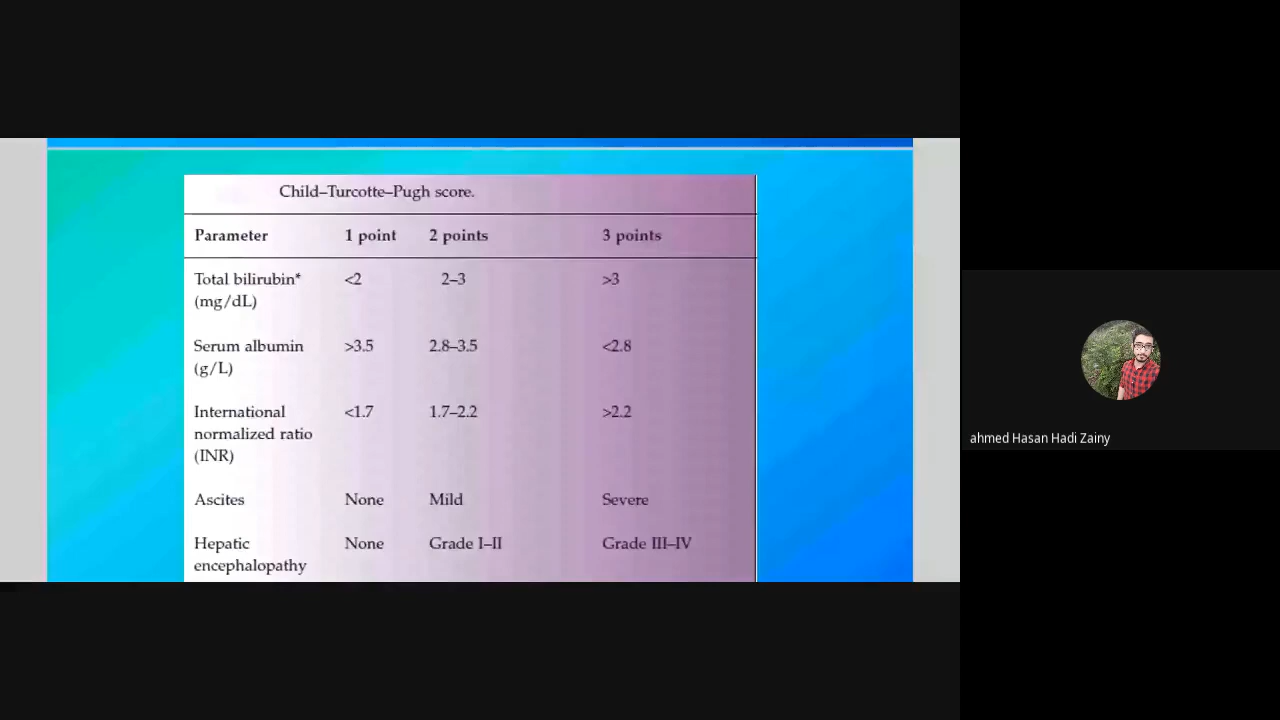 Child–Turcotte–Pugh score.
Parameter 1 point 2 points 3 points
Total bilirubin* <2 2–3 >3
(mg/dL)
Serum albumin >3.5 2.8–3.5 <2.8
(g/L)
International <1.7 1.7–2.2 >2.2
normalized ratio
(INR)
Ascites None Mild Severe
Hepatic None Grade I–II Grade III–IV
encephalopathy
ahmed Hasan Hadi Zainy